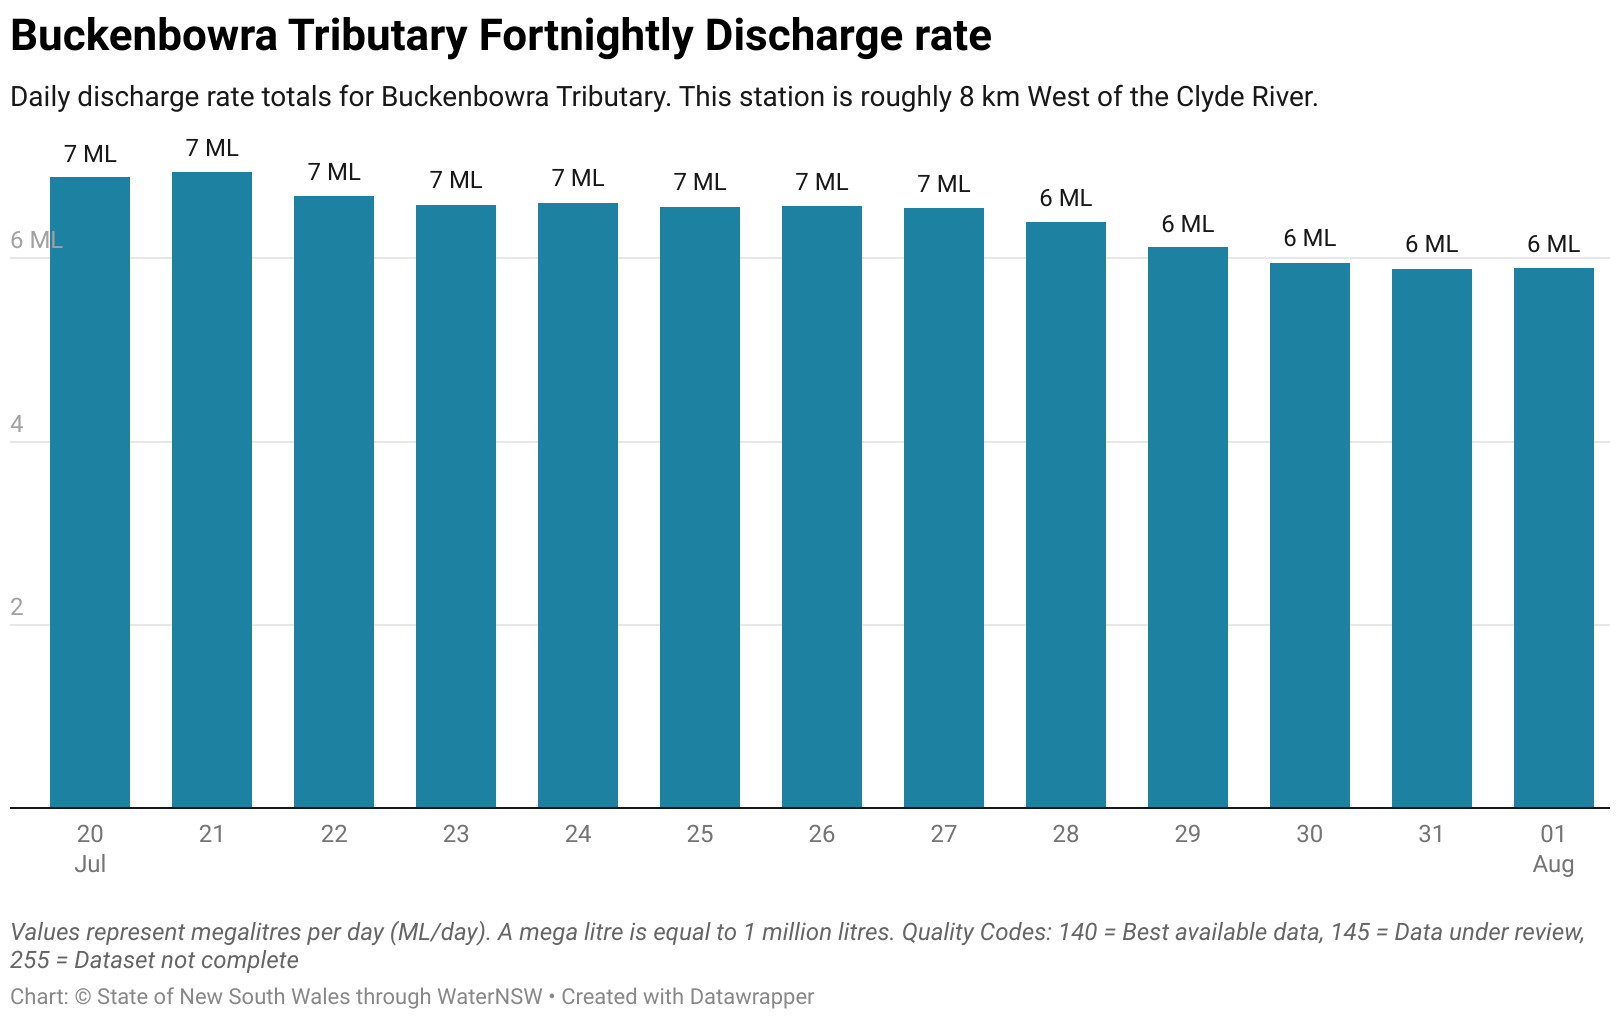 Buckenbowra Tributary Fortnightly Discharge rate
Daily discharge rate totals for Buckenbowra Tributary. This station is roughly 8 km West of the Clyde River.
7 ML 7 ML 7 ML 7 ML 7 ML 7 ML 7 ML 7 ML 6 ML 6 ML 6 ML 6 ML 6 ML
6 ML
4
2
20 21 22 23 24 25 26 27 28 29 30 31 01
Jul Aug
Values represent megalitres per day (ML/day). A mega litre is equal to 1 million litres. Quality Codes: 140 = Best available data, 145 = Data under review,
255 = Dataset not complete
Chart: © State of New South Wales through WaterNSW • Created with Datawrapper